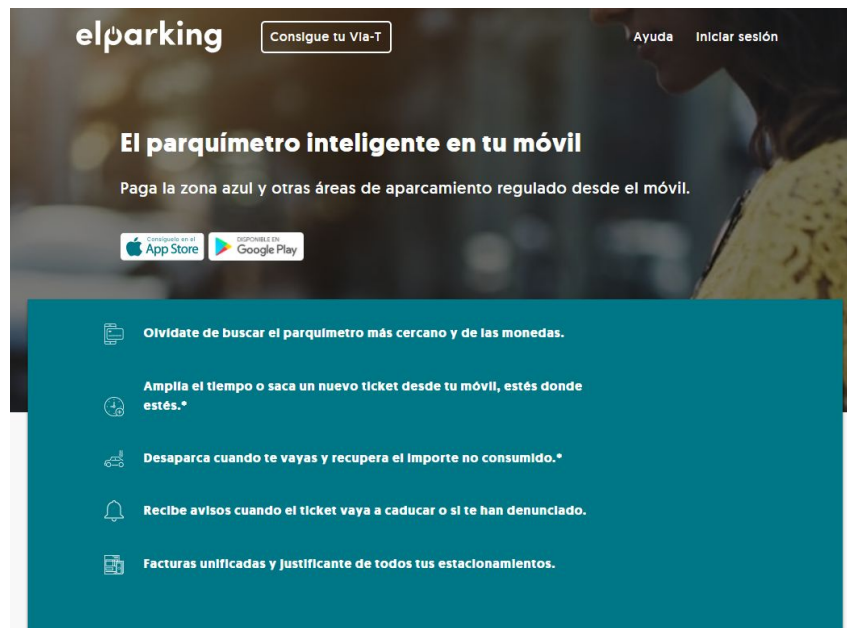 elparking
Consigue tu Vía-T
Ayuda
Iniciar sesión
El parquímetro inteligente en tu móvil
Paga la zona azul y otras áreas de aparcamiento regulado desde el móvil.
Consíguelo en el
App Store
DISPONIBLE EN
Google Play
Olvídate de buscar el parquímetro más cercano y de las monedas.
Amplía el tiempo o saca un nuevo ticket desde tu móvil, estés donde
estés.*
Desaparca cuando te vayas y recupera el importe no consumido.*
Recibe avisos cuando el ticket vaya a caducar o si te han denunciado.
Facturas unificadas y justificante de todos tus estacionamientos.